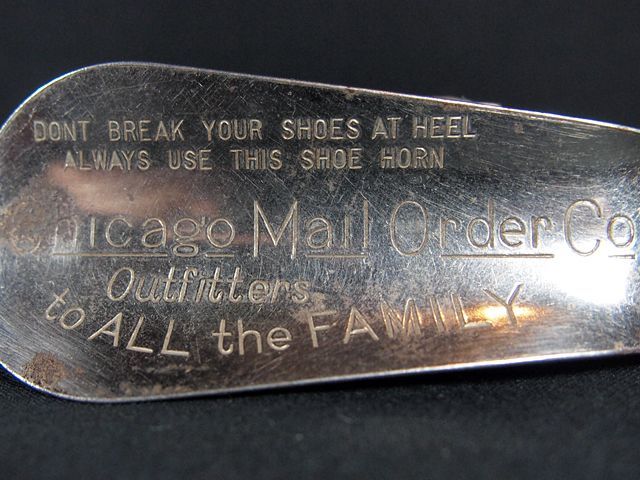 DONT BREAK YOUR SHOES AT HEEL
ALWAYS USE THIS SHOE HORN
Chicago Mail Order Co
Outfitters
to ALL the FAMILY